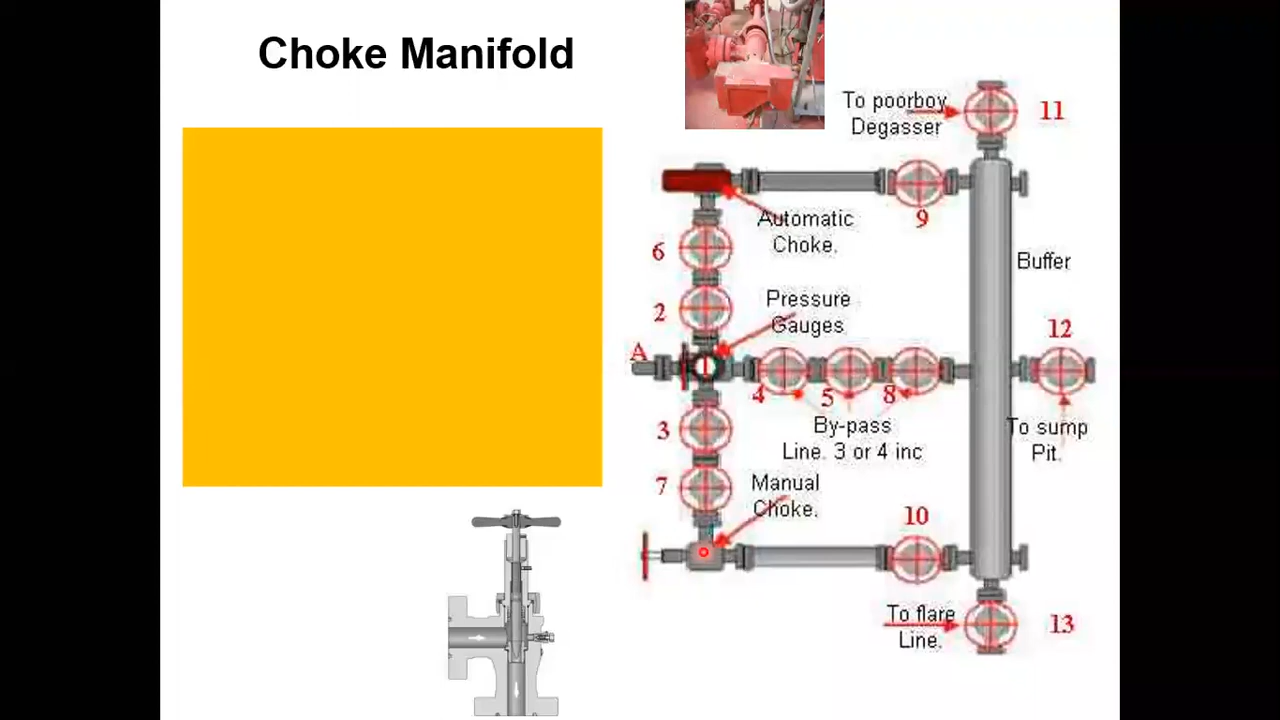 Choke Manifold
To poorboy
Degasser
11
Automatic
Choke.
9
6
Buffer
2
Pressure
Gauges
12
A
4
5
8
By-pass
Line. 3 or 4 inc
3
To sump
Pit.
7
Manual
Choke.
10
To flare
Line.
13